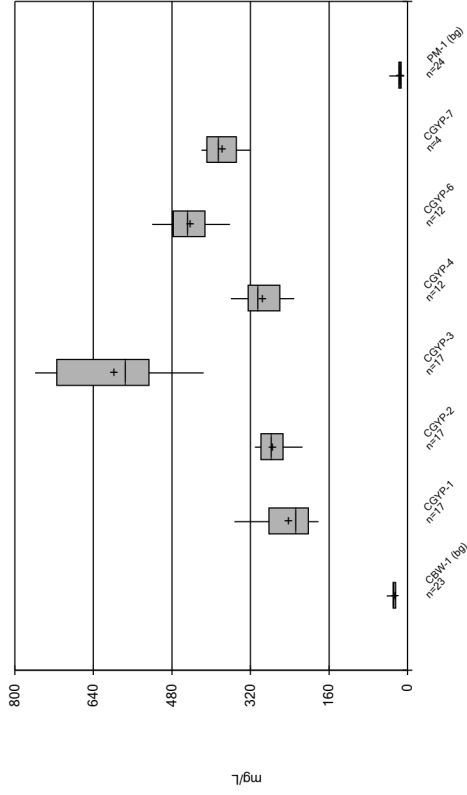 PM-1 (bg)
n=24
CGYP-7
n=4
CGYP-6
n=12
CGYP-4
n=12
CGYP-3
n=17
CGYP-2
n=17
CGYP-1
n=17
CBW-1 (bg)
n=23
800
640
480
320
160
0
mg/L